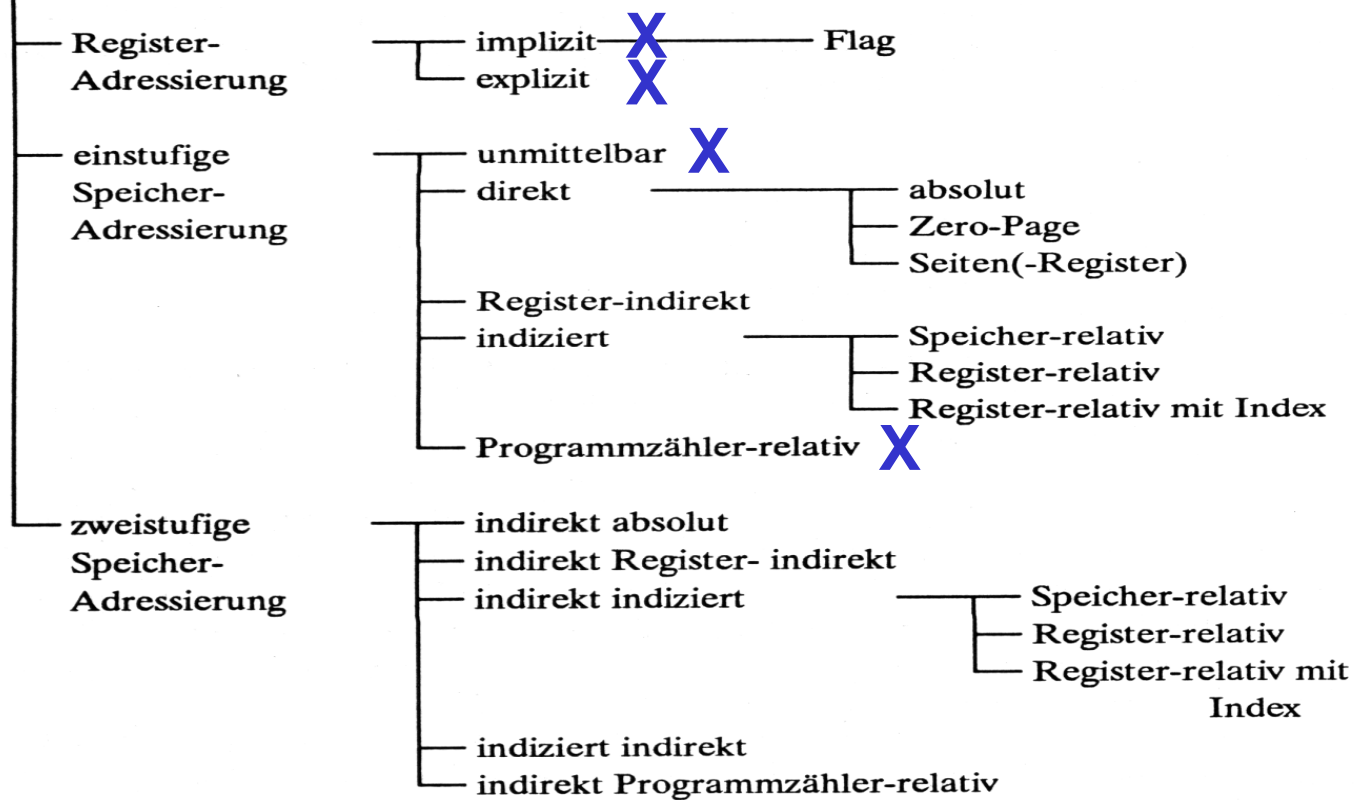 Register- implizit X Flag
Adressierung explizit X
einstufige unmittelbar X
Speicher- direkt absolut
Adressierung Zero-Page
Seiten(-Register)
Register-indirekt
indiziert Speicher-relativ
Register-relativ
Register-relativ mit Index
Programmzähler-relativ X
zweistufige indirekt absolut
Speicher- indirekt Register- indirekt
Adressierung indirekt indiziert Speicher-relativ
Register-relativ
Register-relativ mit
Index
indiziert indirekt
indirekt Programmzähler-relativ